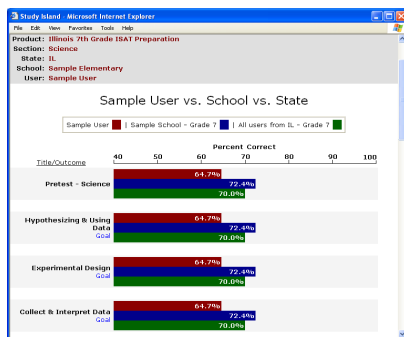 Study Island - Microsoft Internet Explorer
File Edit View Favorites Tools Help
Product: Illinois 7th Grade ISAT Preparation
Section: Science
State: IL
School: Sample Elementary
User: Sample User
Sample User vs. School vs. State
Sample User | Sample School - Grade 7 | All users from IL - Grade 7
Percent Correct
Title/Outcome 40 50 60 70 80 90 100
64.7%
Pretest - Science 72.4%
70.0%
Hypothesizing & Using 64.7%
Data 72.4%
Goal 70.0%
64.7%
Experimental Design 72.4%
Goal 70.0%
64.7%
Collect & Interpret Data 72.4%
Goal 70.0%